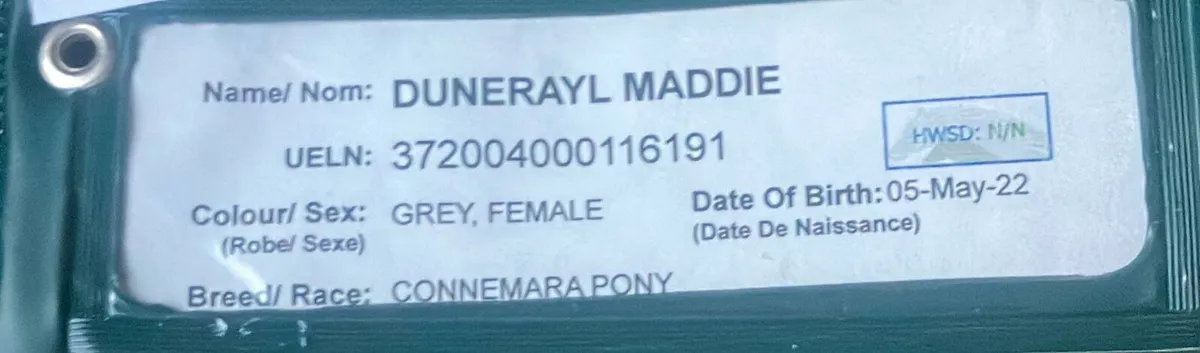 Name/ Nom: DUNERAYL MADDIE
UELN: 372004000116191
HWSD: N/N
Colour/ Sex: GREY, FEMALE
(Robe/ Sexe)
Date Of Birth: 05-May-22
(Date De Naissance)
Breed/ Race: CONNEMARA PONY